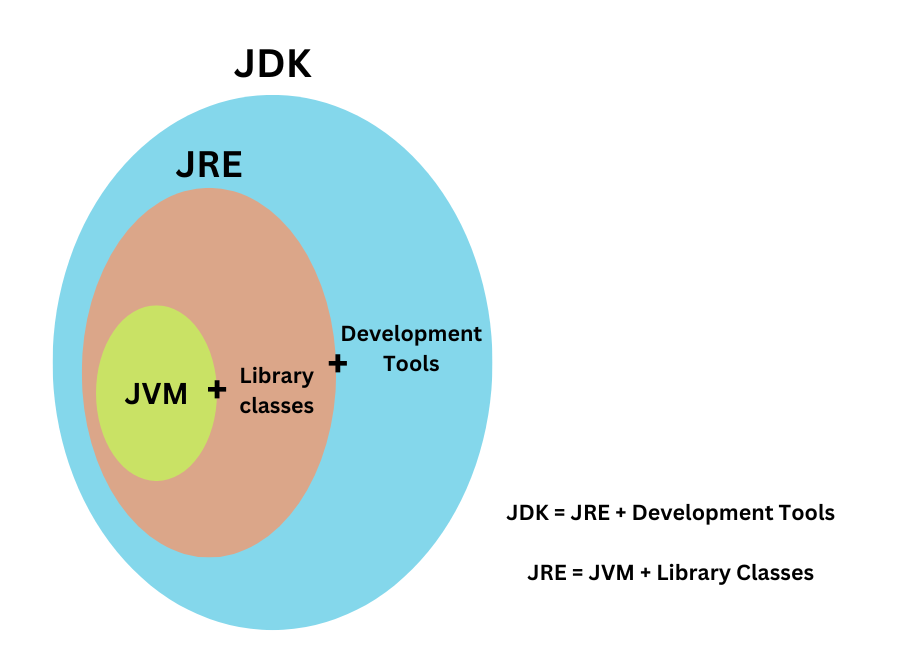 JDK
JRE
Development
Tools
+
JVM
+
Library
classes
JDK = JRE + Development Tools
JRE = JVM + Library Classes